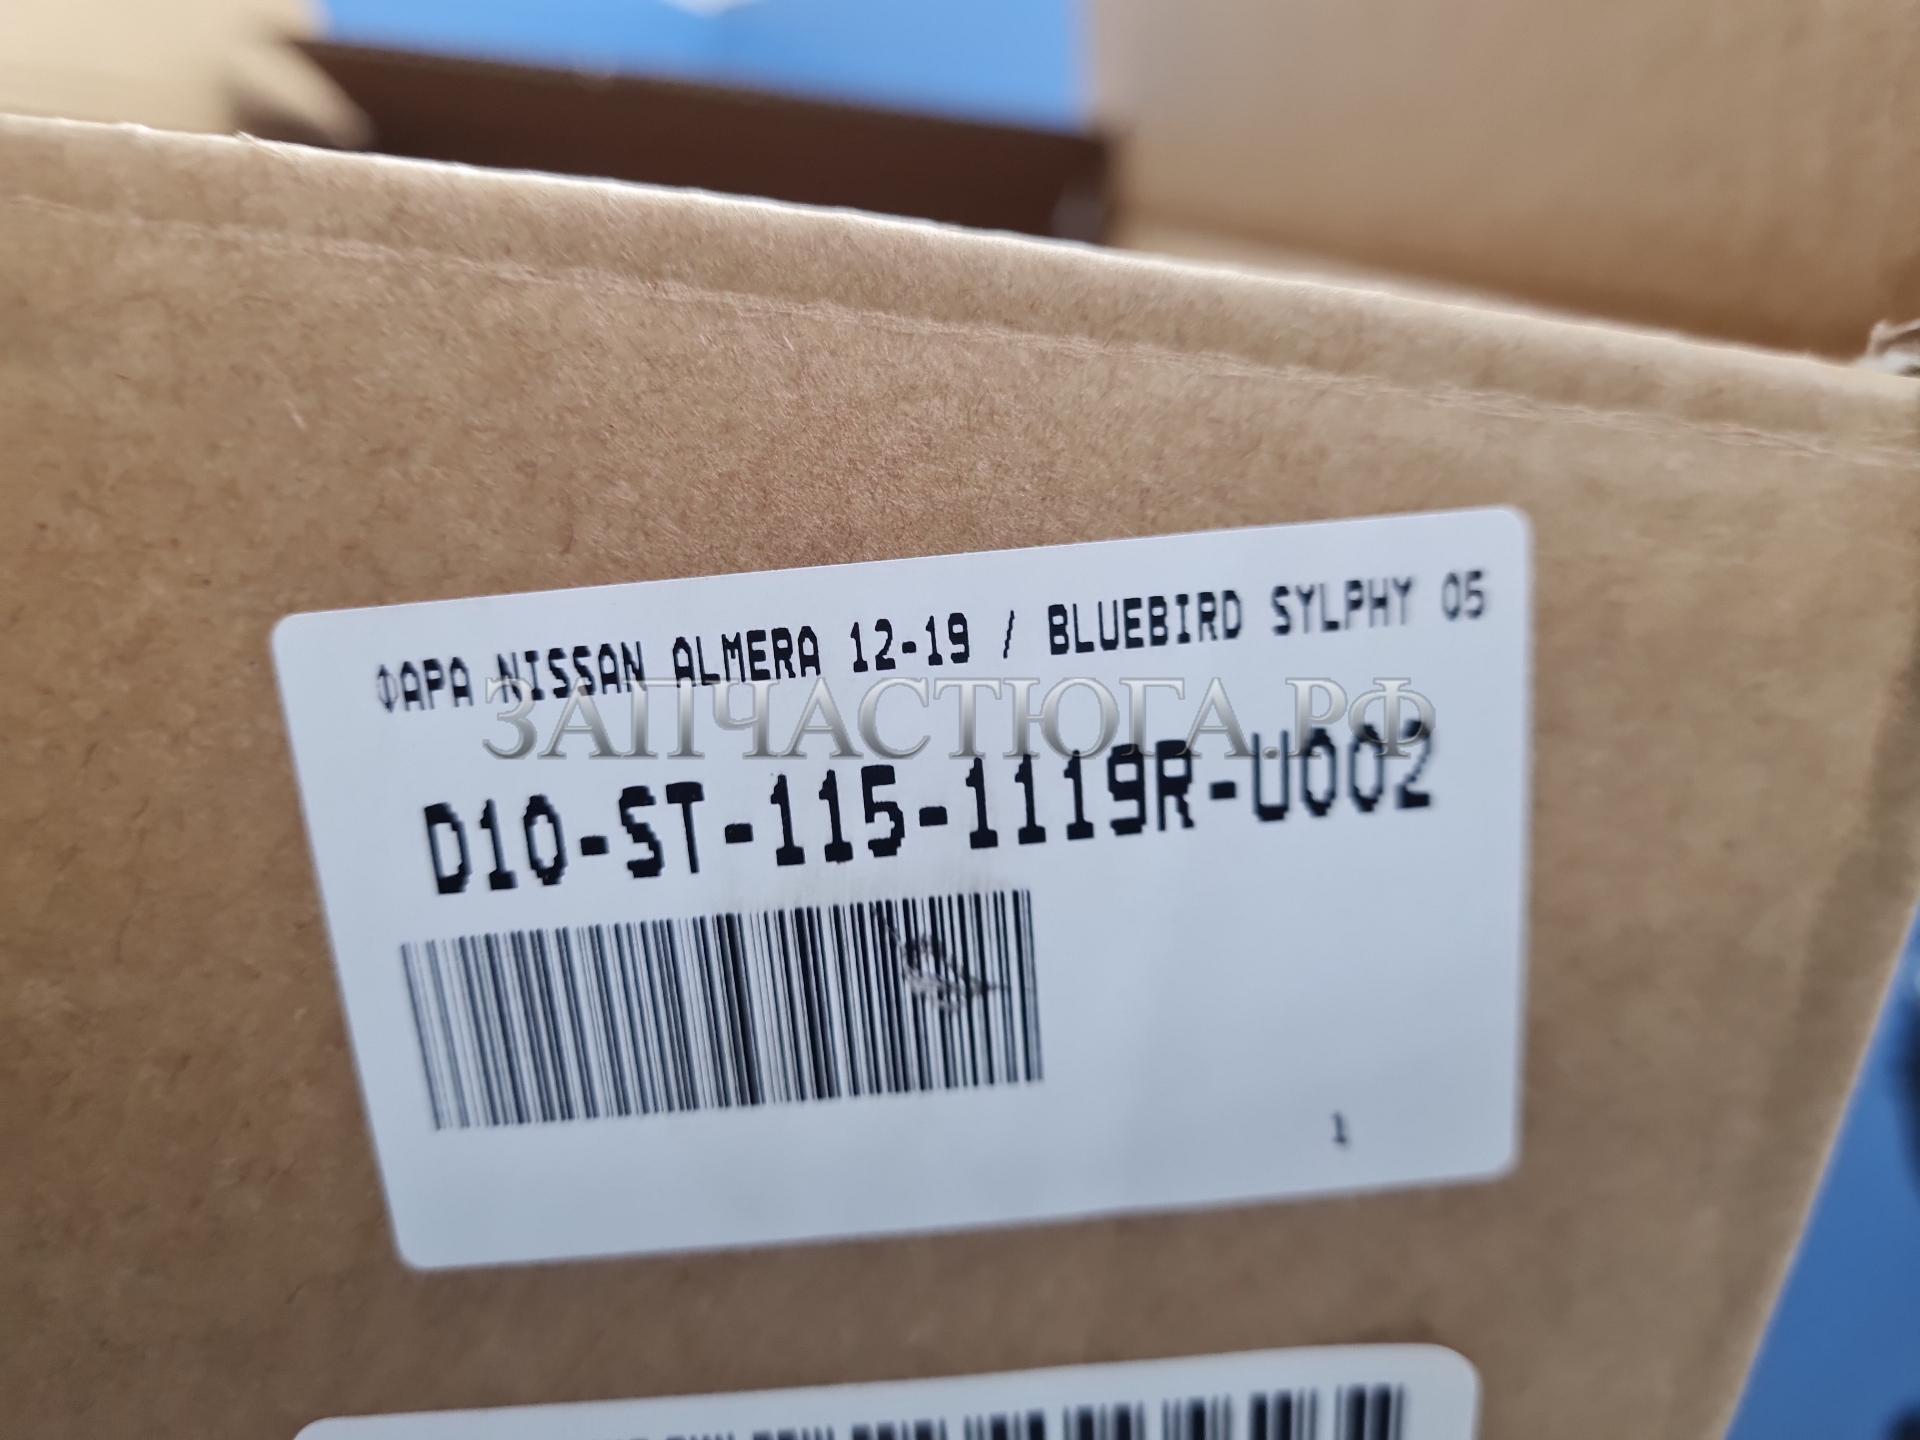 ФАРА NISSAN ALMERA 12-19 / BLUEBIRD SYLPHY 05
ЗАПЧАСТЮГА.РФ
D10-ST-115-1119R-U002
1